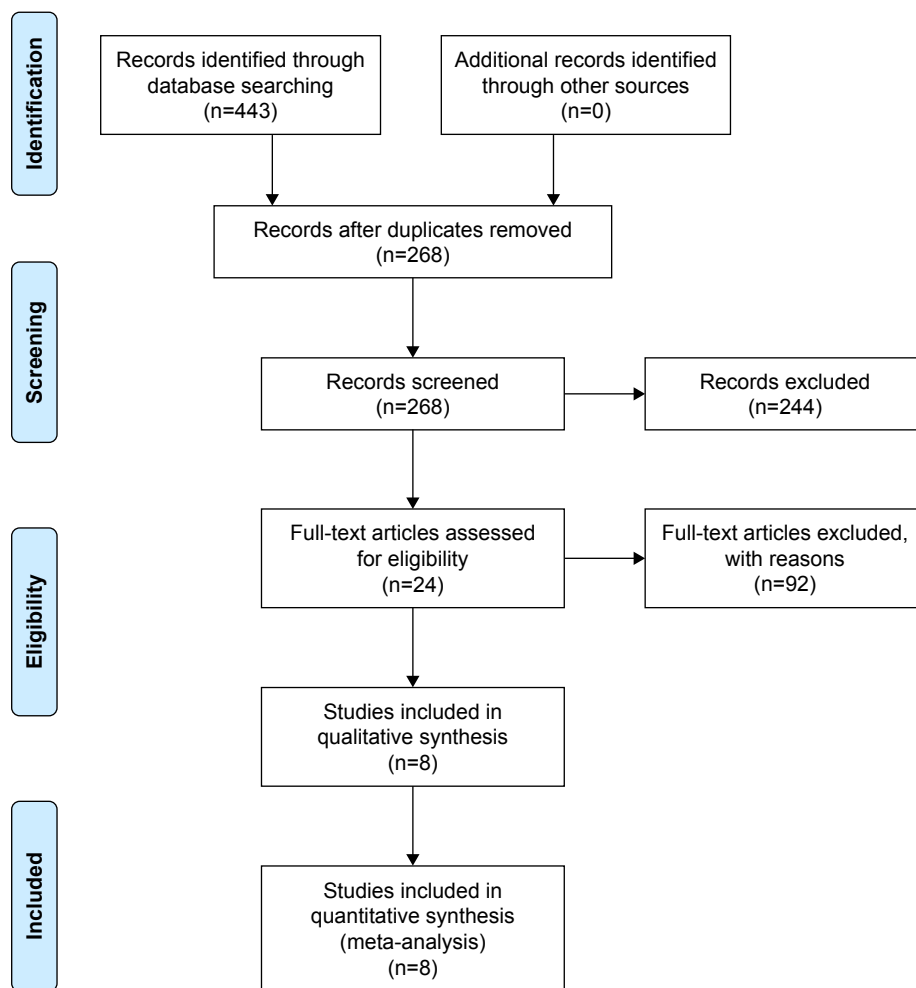 Identification
Records identified through
database searching
(n=443)
Additional records identified
through other sources
(n=0)
Records after duplicates removed
(n=268)
Screening
Records screened
(n=268)
Records excluded
(n=244)
Eligibility
Full-text articles assessed
for eligibility
(n=24)
Full-text articles excluded,
with reasons
(n=92)
Studies included in
qualitative synthesis
(n=8)
Included
Studies included in
quantitative synthesis
(meta-analysis)
(n=8)